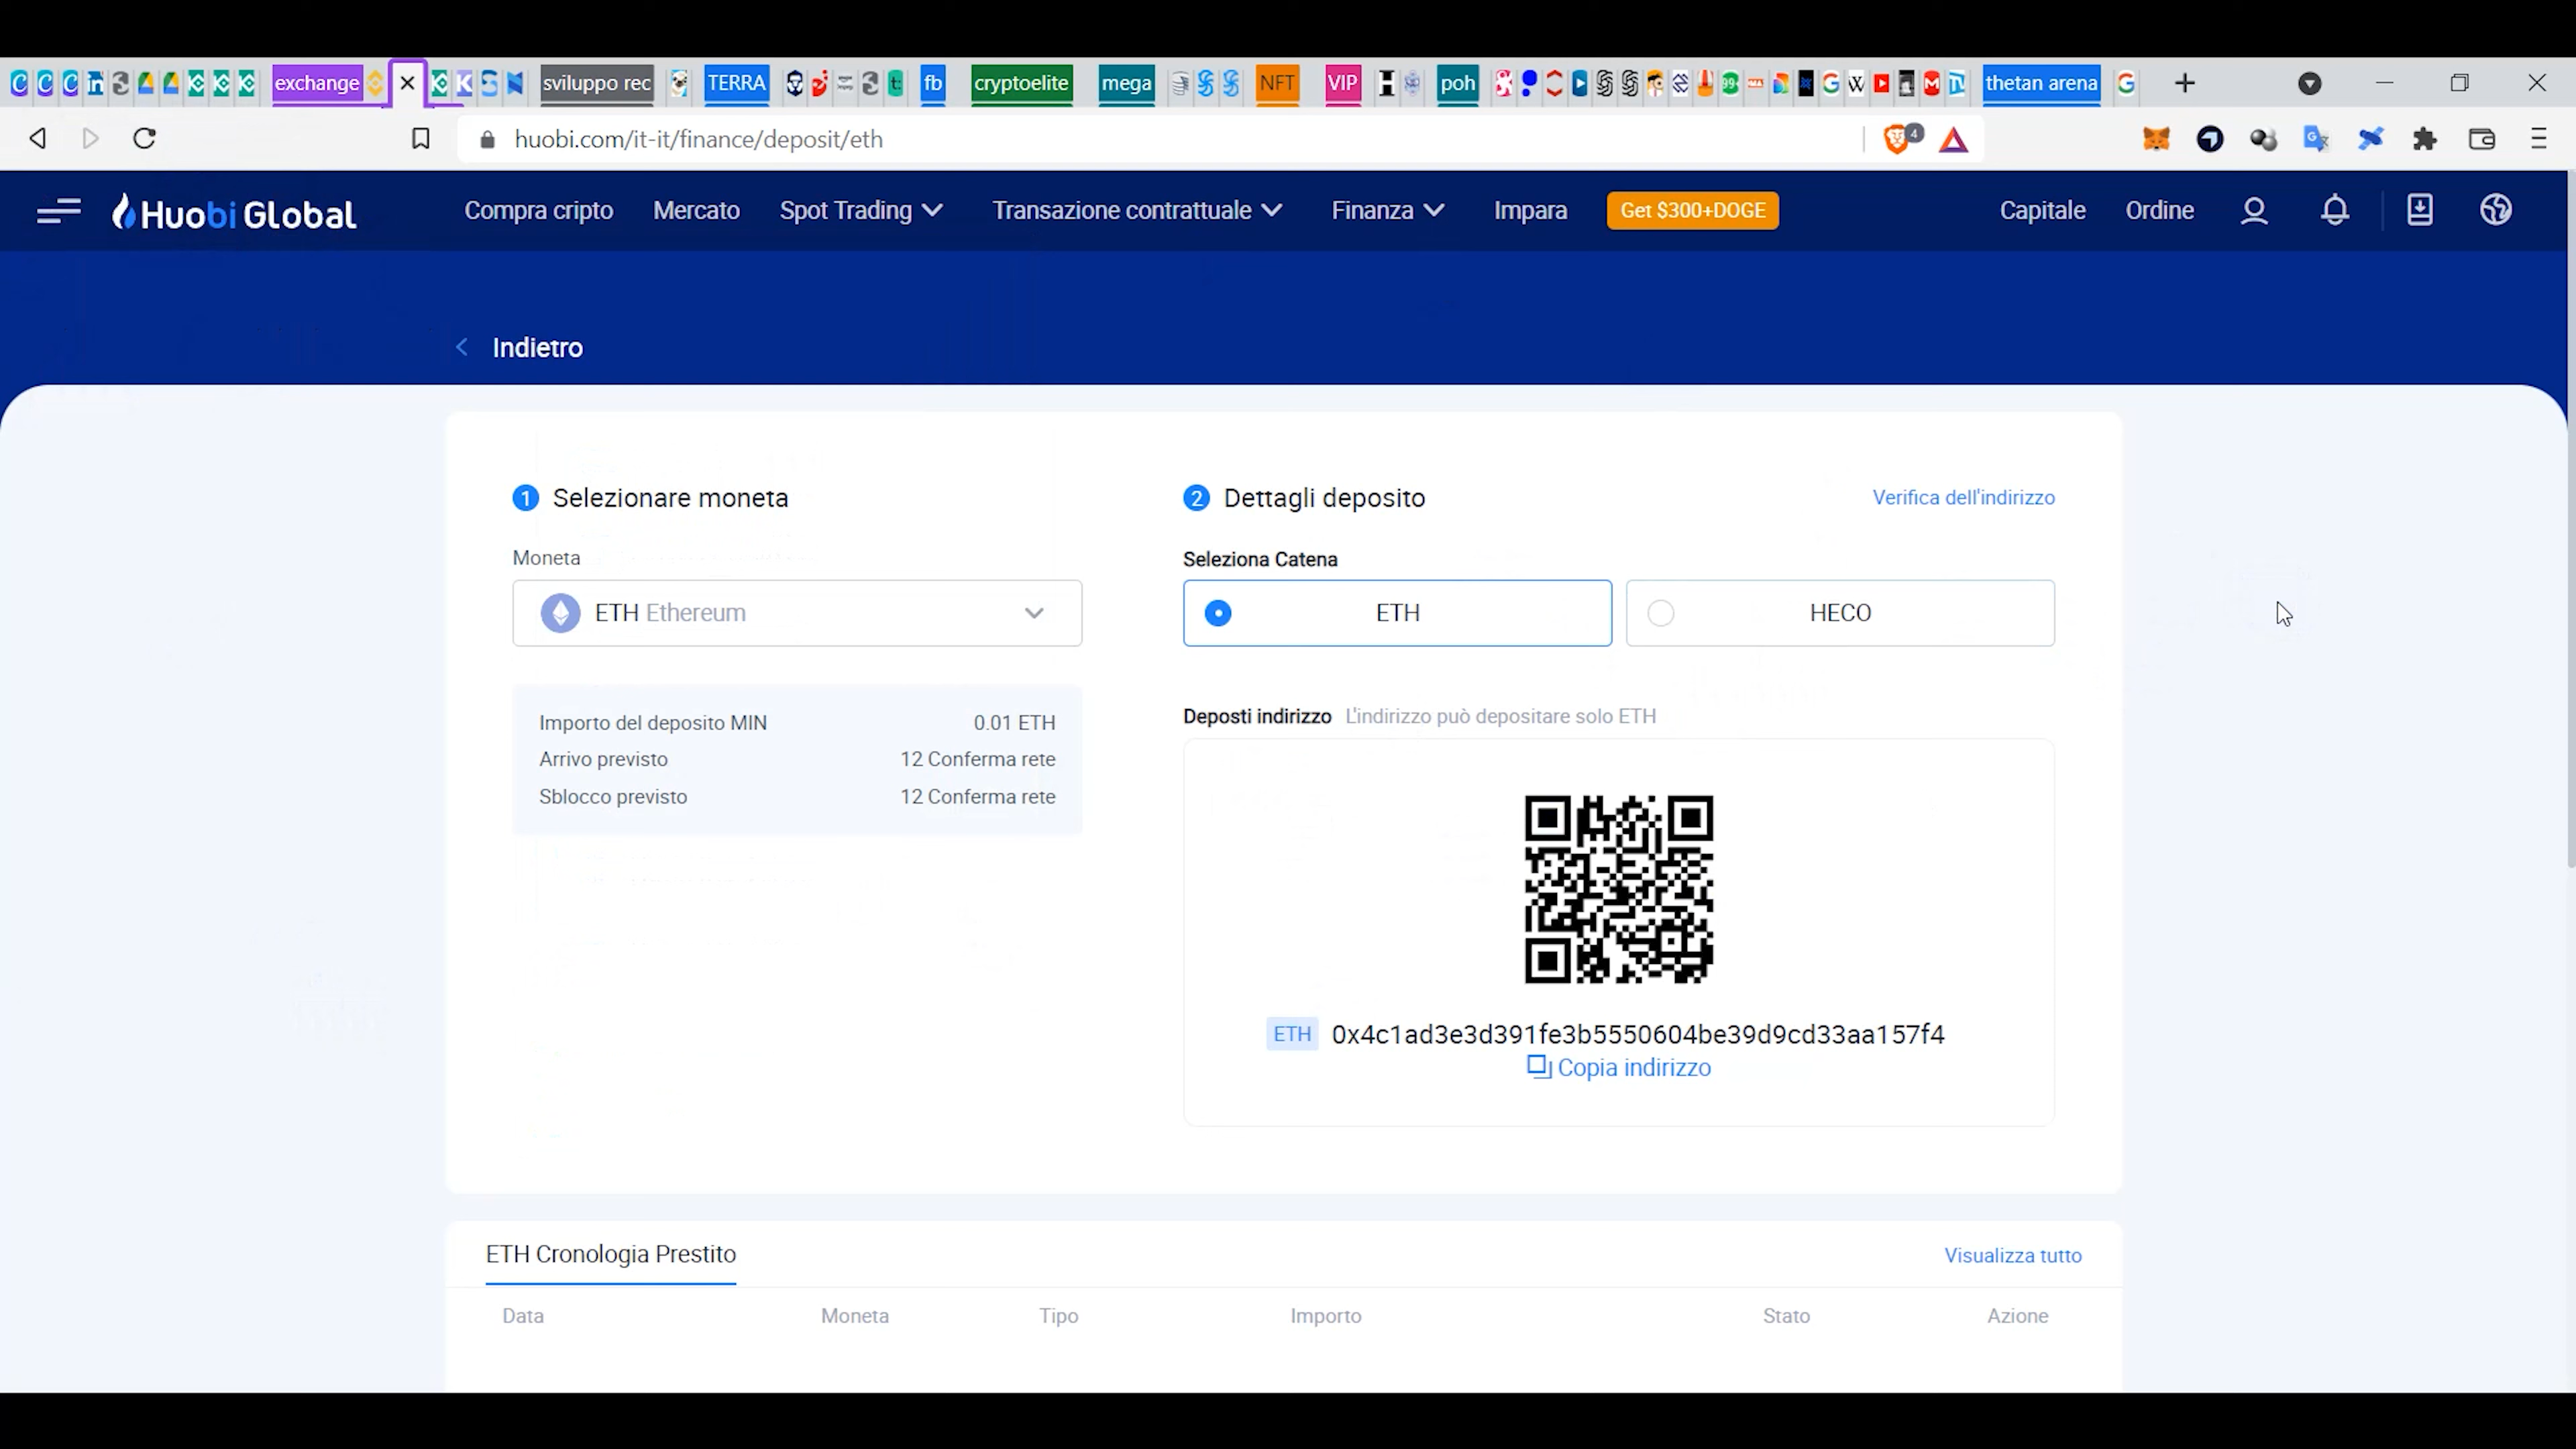 exchange sviluppo rec TERRA fb cryptoelite mega NFT VIP poh thetan arena
huobi.com/it-it/finance/deposit/eth 4
Huobi Global Compra cripto Mercato Spot Trading Transazione contrattuale Finanza Impara Get $300+DOGE Capitale Ordine
Indietro
1 Selezionare moneta
Moneta
ETH Ethereum
Importo del deposito MIN 0.01 ETH
Arrivo previsto 12 Conferma rete
Sblocco previsto 12 Conferma rete
2 Dettagli deposito Verifica dell'indirizzo
Seleziona Catena
ETH HECO
Deposti indirizzo L'indirizzo può depositare solo ETH
ETH 0x4c1ad3e3d391fe3b5550604be39d9cd33aa157f4
Copia indirizzo
ETH Cronologia Prestito Visualizza tutto
Data Moneta Tipo Importo Stato Azione